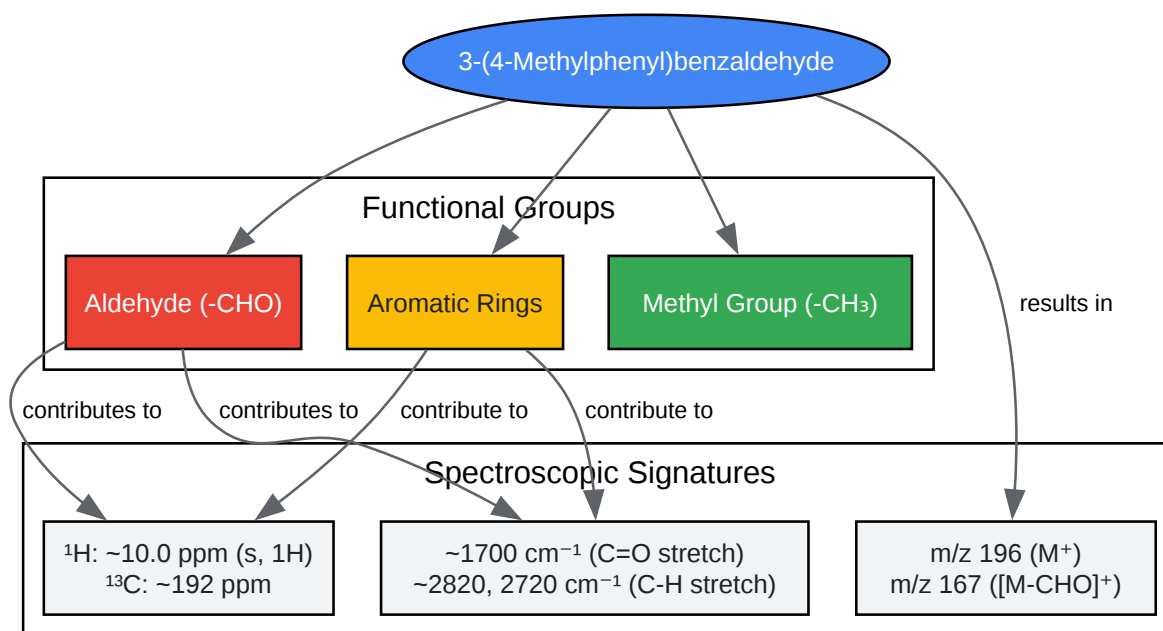 3-(4-Methylphenyl)benzaldehyde
Functional Groups
Aldehyde (-CHO)
Aromatic Rings
Methyl Group (-CH₃)
results in
contributes to
contributes to
contribute to
contribute to
Spectroscopic Signatures
¹H: ~10.0 ppm (s, 1H)
¹³C: ~192 ppm
~1700 cm⁻¹ (C=O stretch)
~2820, 2720 cm⁻¹ (C-H stretch)
m/z 196 (M⁺)
m/z 167 ([M-CHO]⁺)